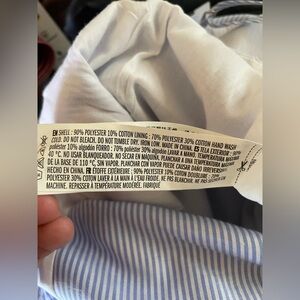 EN SHELL : 90% POLYESTER 10% COTTON LINING : 70% POLYESTER 30% COTTON HAND WASH
COLD. DO NOT BLEACH. DO NOT TUMBLE DRY. IRON LOW. MADE IN CHINA. ES TELA EXTERIOR : 90%
poliéster 10% algodón FORRO : 70% poliéster 30% algodón LAVAR A MANO. TEMPERATURA MÁXIMA
40 °C. NO USAR BLANQUEADOR. NO SECAR EN MÁQUINA. PLANCHAR A UNA TEMPERATURA MÁXIMA
DE LA BASE DE 110 °C, SIN VAPOR. PLANCHAR CON VAPOR PUEDE CAUSAR DAÑO IRREVERSIBLE.
HECHO EN CHINA. FR ÉTOFFE EXTÉRIEURE : 90% POLYESTER 10% COTON DOUBLURE : 70%
POLYESTER 30% COTON LAVER À LA MAIN À L'EAU FROIDE. NE PAS BLANCHIR. NE PAS SÉCHER EN
MACHINE. REPASSER À TEMPÉRATURE MODÉRÉE. FABRIQUÉ